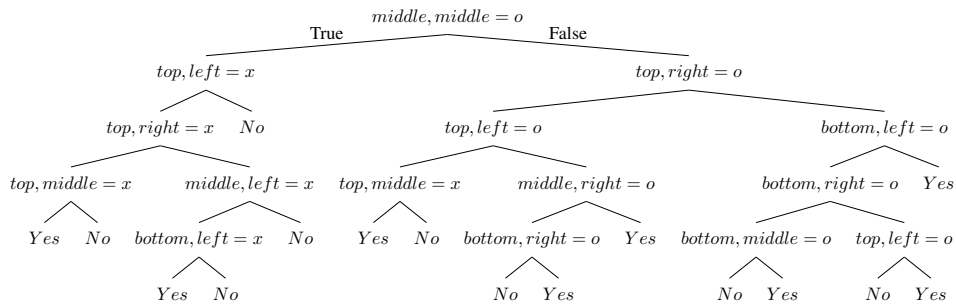 middle, middle = o
True False
top, left = x top, right = o
top, right = x No top, left = o bottom, left = o
top, middle = x middle, left = x top, middle = x middle, right = o bottom, right = o Yes
Yes No bottom, left = x No Yes No bottom, right = o Yes bottom, middle = o top, left = o
Yes No No Yes No Yes No Yes